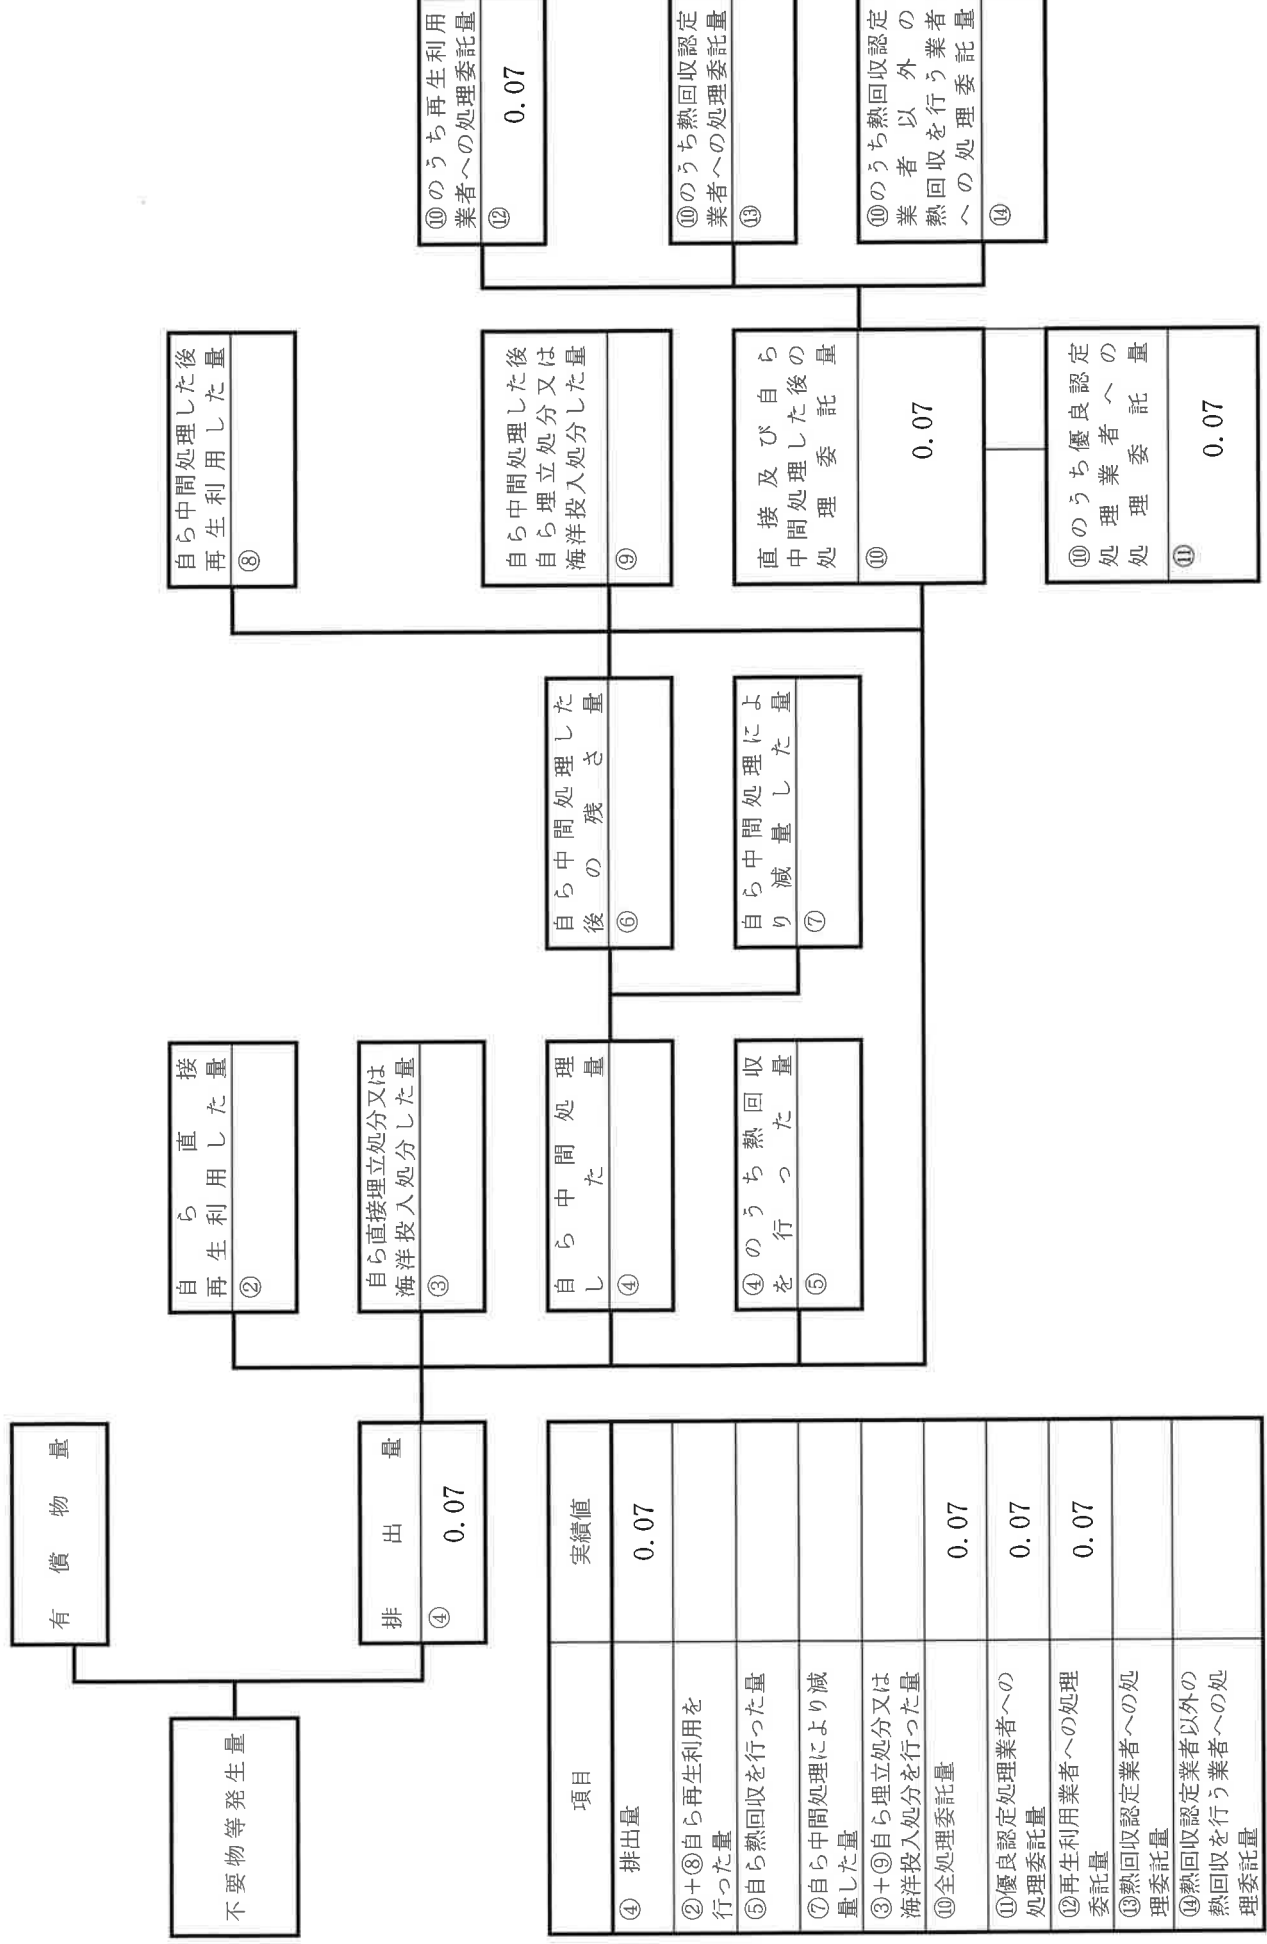 不要物等発生量
有償物量
排出量
④
0.07
自ら直接
再生利用した量
②
自ら直接埋立処分又は
海洋投入処分した量
③
自ら中間処理
した量
④
④のうち熱回収
を行った量
⑤
自ら中間処理した
後の残さ量
⑥
自ら中間処理によ
り減量した量
⑦
自ら中間処理した後
再生利用した量
⑧
自ら中間処理した後
自ら埋立処分又は
海洋投入処分した量
⑨
直接及び自ら
中間処理した後の
処理委託量
⑩
0.07
⑩のうち優良認定
処理業者への
処理委託量
⑪
0.07
⑩のうち再生利用
業者への処理委託量
⑫
0.07
⑩のうち熱回収認定
業者への処理委託量
⑬
⑩のうち熱回収認定
業者以外の
熱回収を行う業者
への処理委託量
⑭
項目 実績値
④ 排出量 0.07
②+⑧自ら再生利用を
行った量
⑤自ら熱回収を行った量
⑦自ら中間処理により減
量した量
③+⑨自ら埋立処分又は
海洋投入処分を行った量
⑩全処理委託量 0.07
⑪優良認定処理業者への
処理委託量 0.07
⑫再生利用業者への処理
委託量 0.07
⑬熱回収認定業者への処
理委託量
⑭熱回収認定業者以外の
熱回収を行う業者への処
理委託量